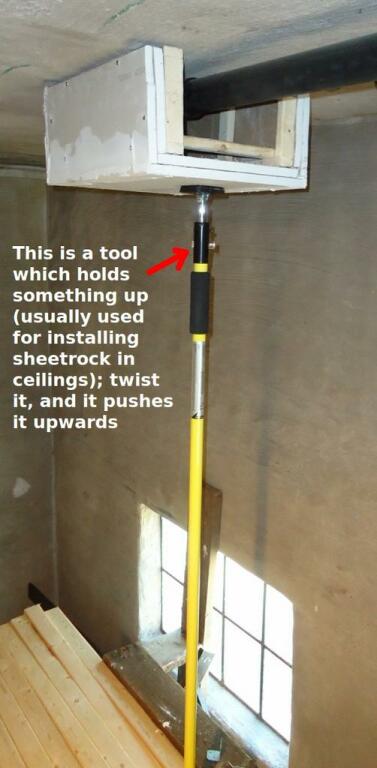 This is a tool
which holds
something up
(usually used
for installing
sheetrock in
ceilings); twist
it, and it pushes
it upwards